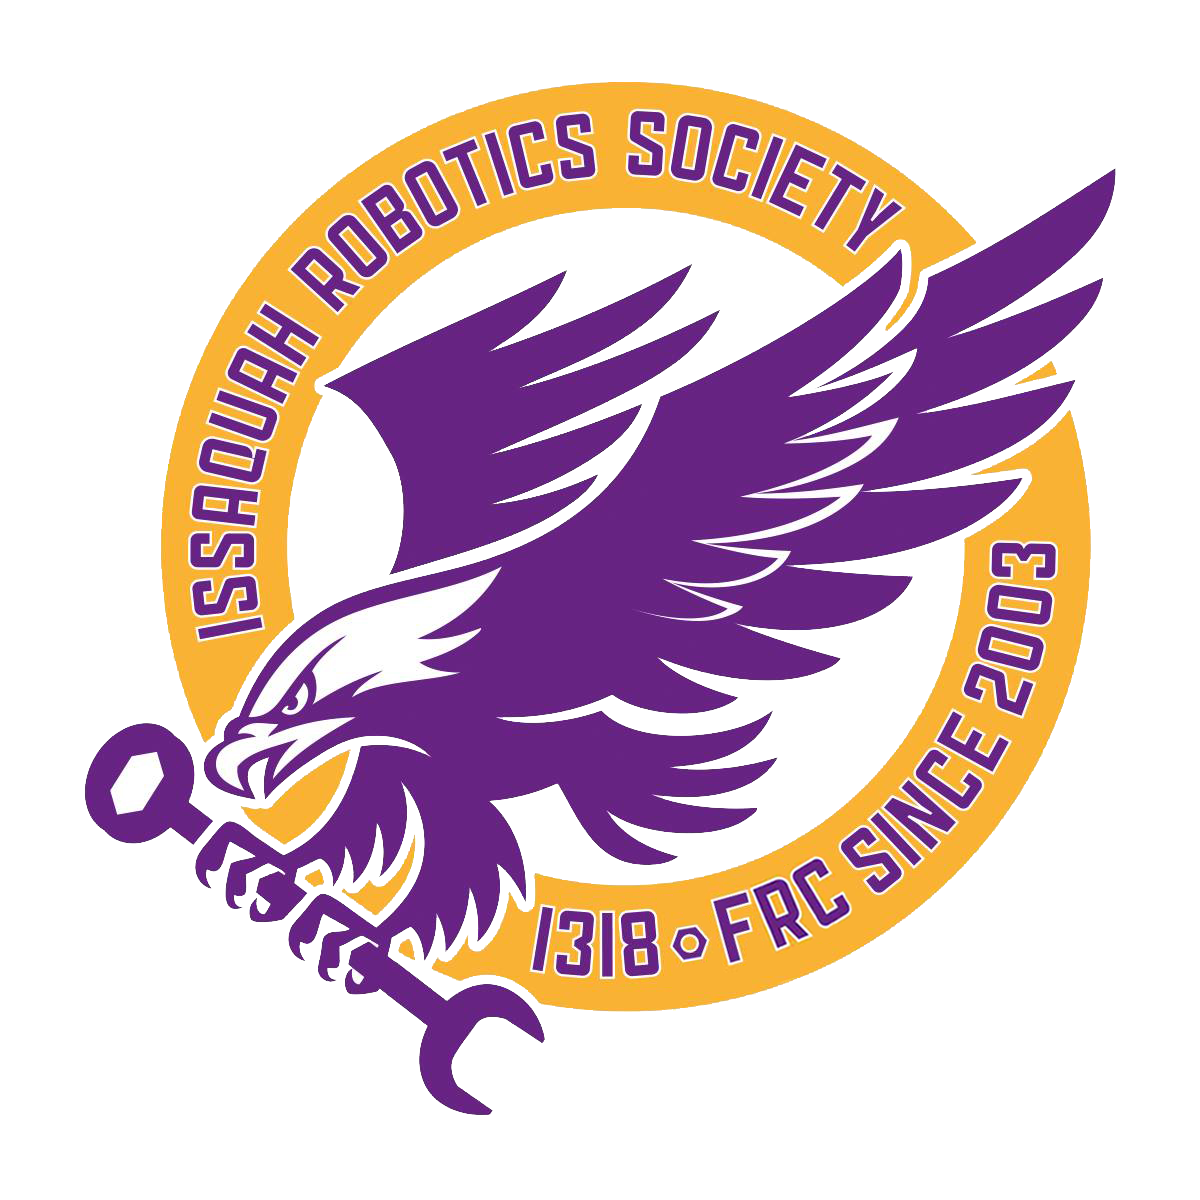 ISSAQUAH ROBOTICS SOCIETY
1318 FRC SINCE 2003